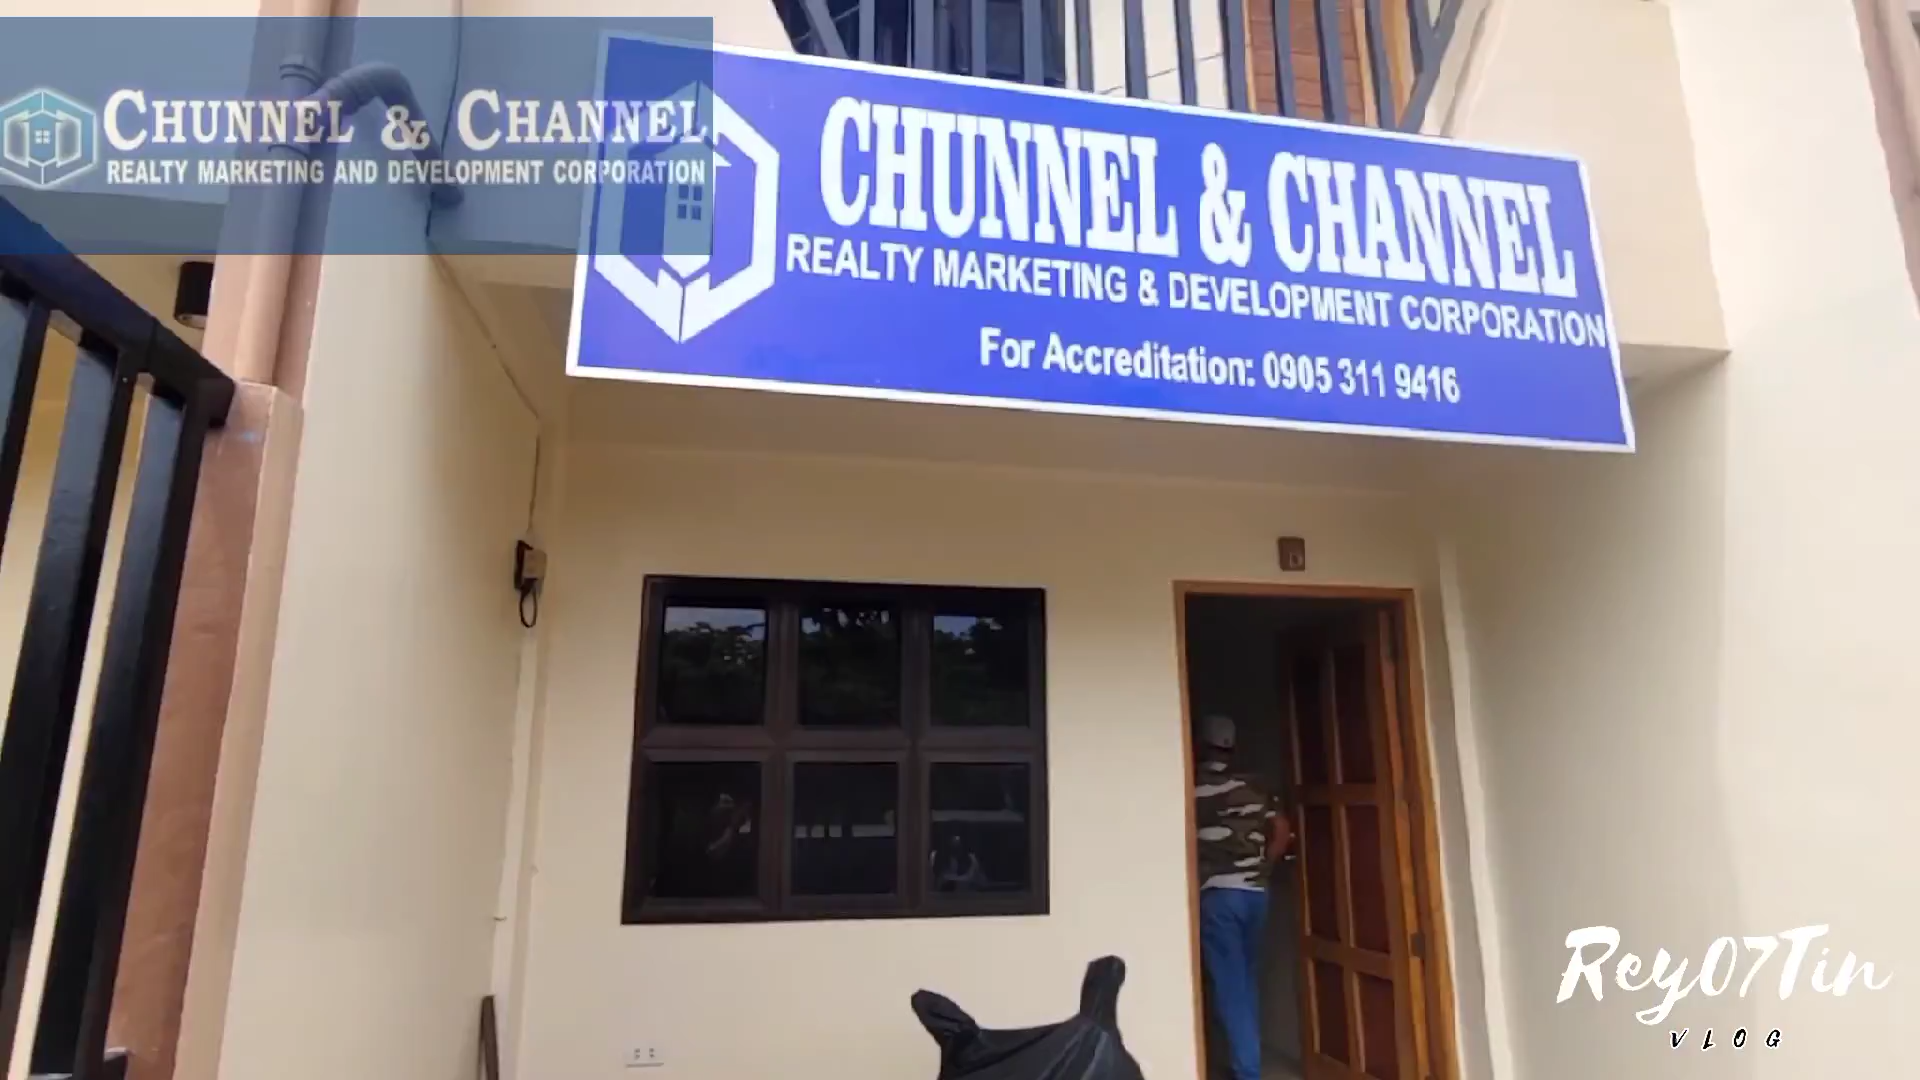 CHUNNEL & CHANNEL
REALTY MARKETING AND DEVELOPMENT CORPORATION
CHUNNEL & CHANNEL
REALTY MARKETING & DEVELOPMENT CORPORATION
For Accreditation: 0905 311 9416
D
Rey07Tin
VLOG